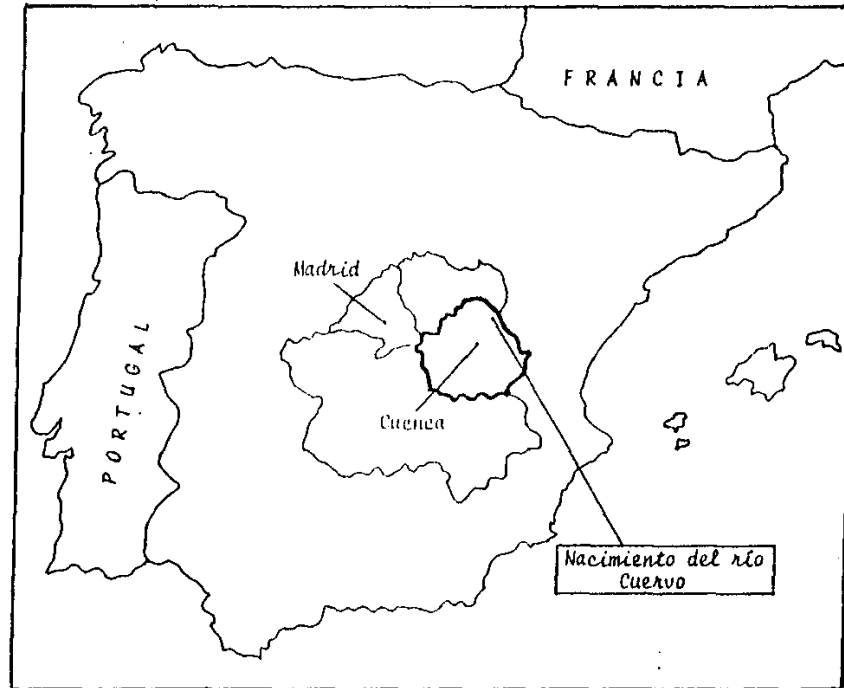 FRANCIA
Madrid
PORTUGAL
Cuenca
Nacimiento del río
Cuervo